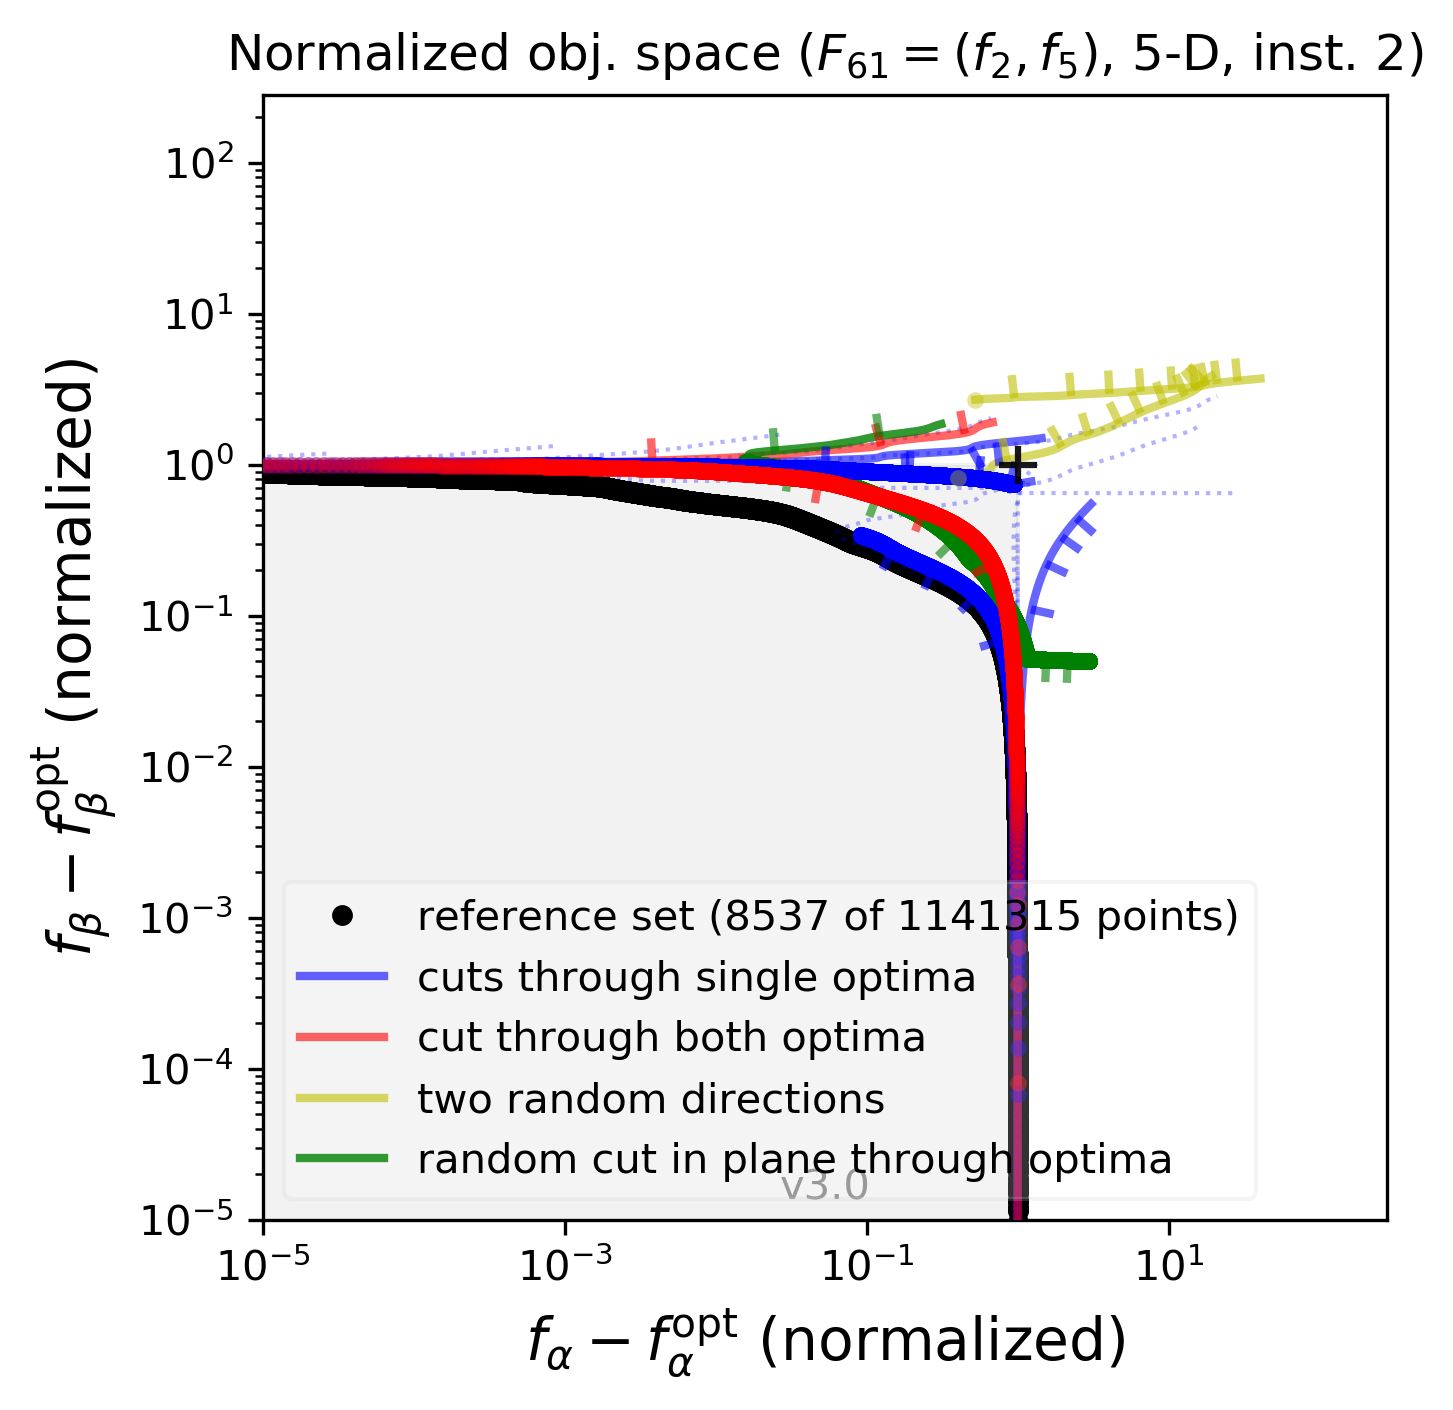 Normalized obj. space (F₆₁ = (f₂, f₅), 5-D, inst. 2)
10²
10¹
10⁰
10⁻¹
10⁻²
10⁻³
10⁻⁴
10⁻⁵
f_β − f_β^opt (normalized)
reference set (8537 of 1141315 points)
cuts through single optima
cut through both optima
two random directions
random cut in plane through optima
v3.0
10⁻⁵ 10⁻³ 10⁻¹ 10¹
f_α − f_α^opt (normalized)